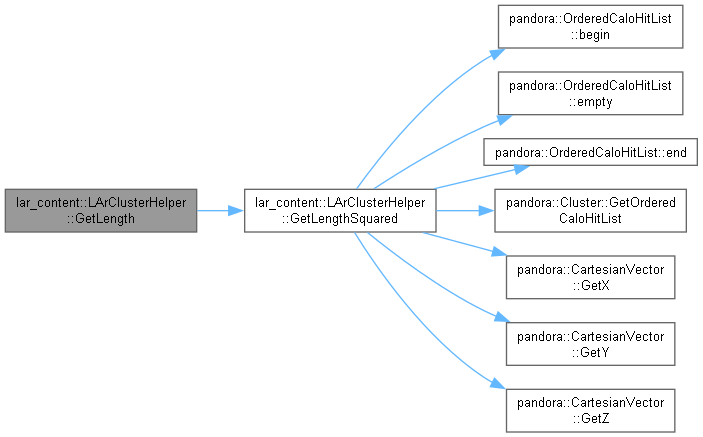 lar_content::LArClusterHelper
::GetLength
lar_content::LArClusterHelper
::GetLengthSquared
pandora::OrderedCaloHitList
::begin
pandora::OrderedCaloHitList
::empty
pandora::OrderedCaloHitList::end
pandora::Cluster::GetOrdered
CaloHitList
pandora::CartesianVector
::GetX
pandora::CartesianVector
::GetY
pandora::CartesianVector
::GetZ